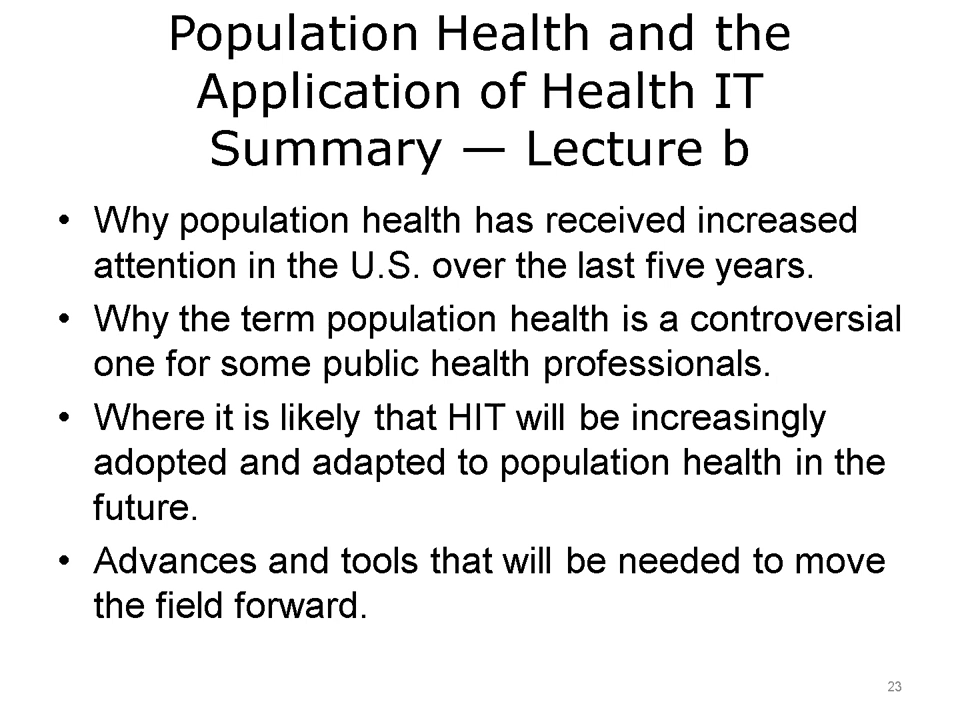 Population Health and the
Application of Health IT
Summary — Lecture b
• Why population health has received increased
attention in the U.S. over the last five years.
• Why the term population health is a controversial
one for some public health professionals.
• Where it is likely that HIT will be increasingly
adopted and adapted to population health in the
future.
• Advances and tools that will be needed to move
the field forward.
23